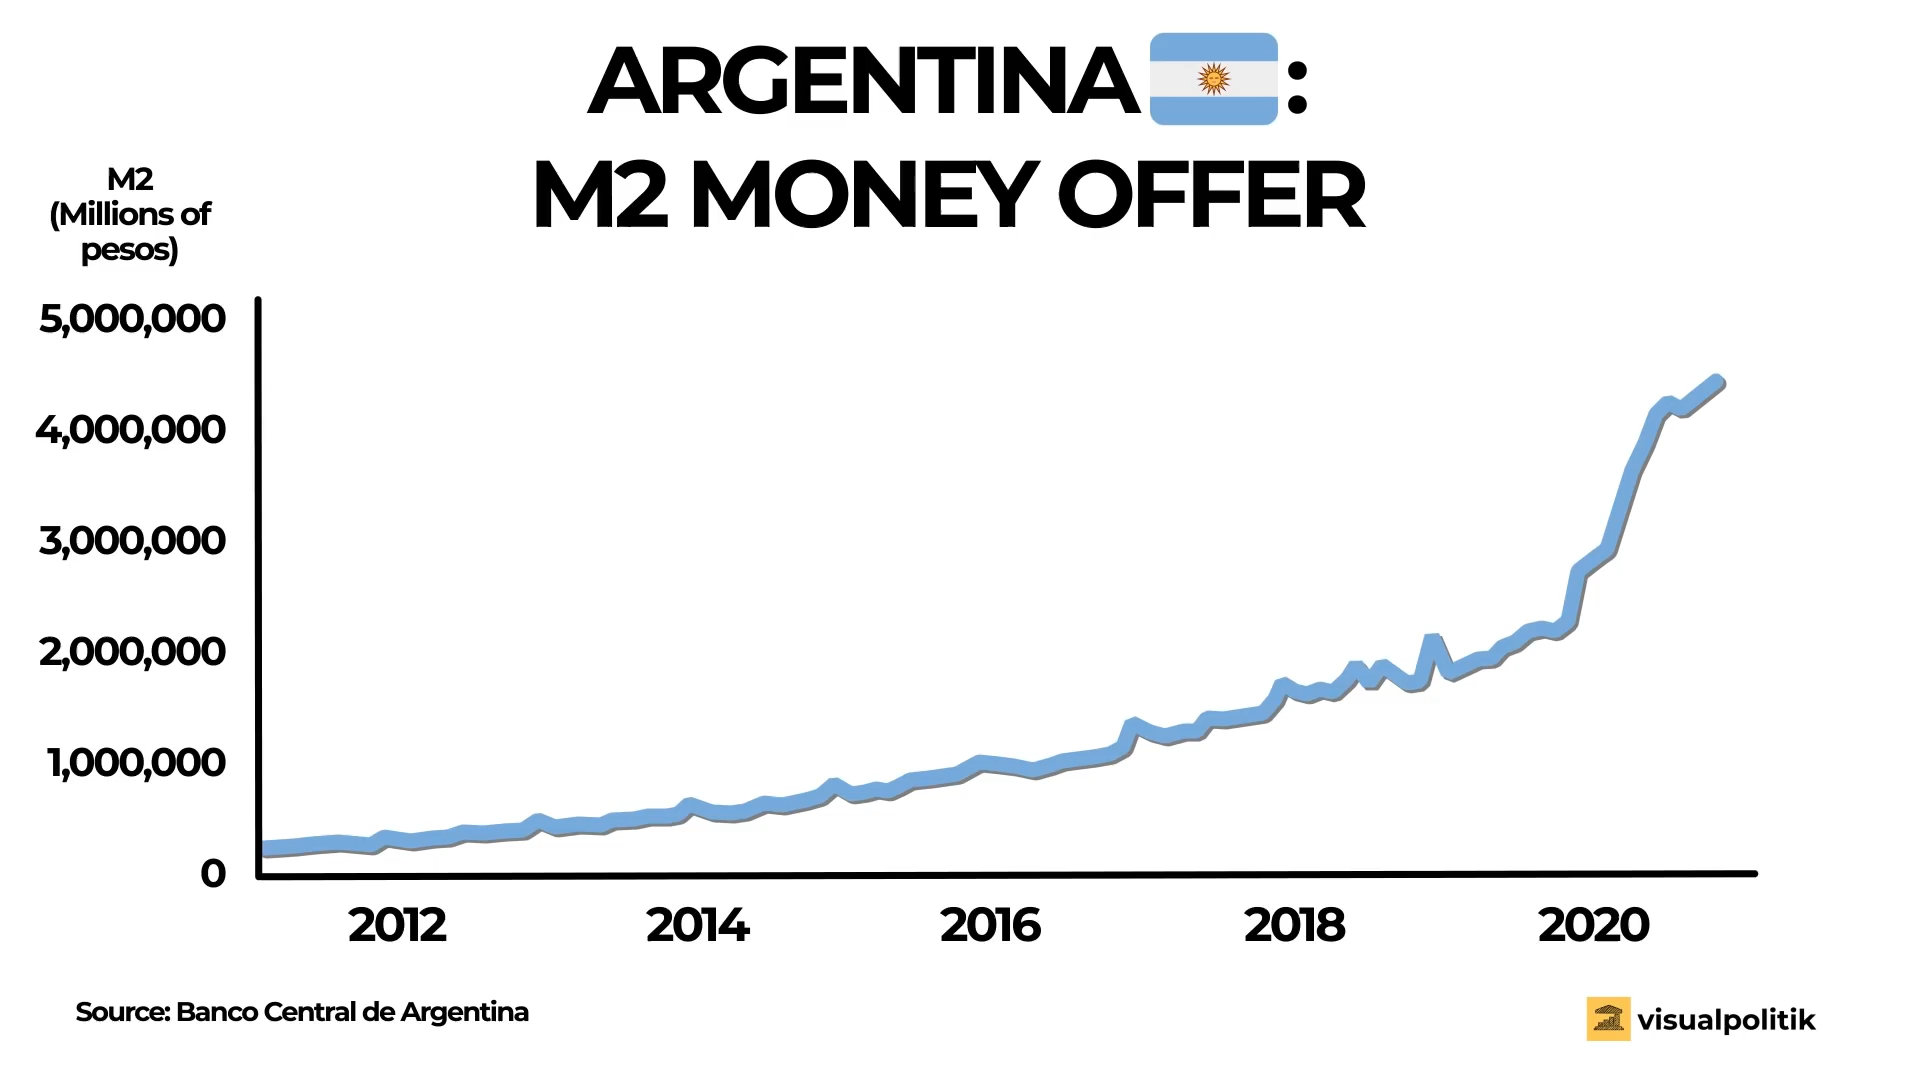 ARGENTINA :
M2 MONEY OFFER
M2
(Millions of
pesos)
5,000,000
4,000,000
3,000,000
2,000,000
1,000,000
0
2012 2014 2016 2018 2020
Source: Banco Central de Argentina
visualpolitik